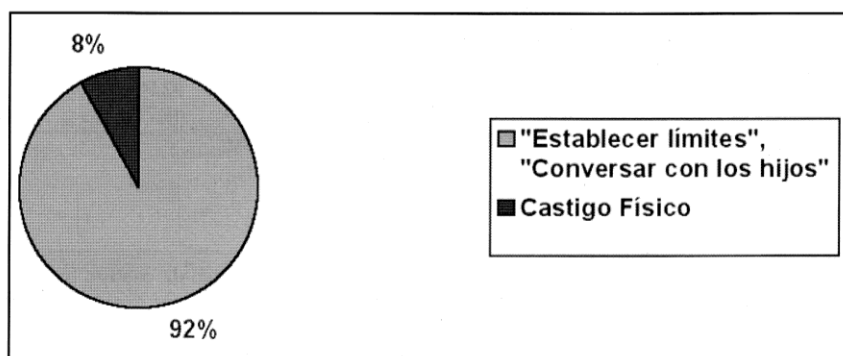 8%
"Establecer límites",
"Conversar con los hijos"
Castigo Físico
92%